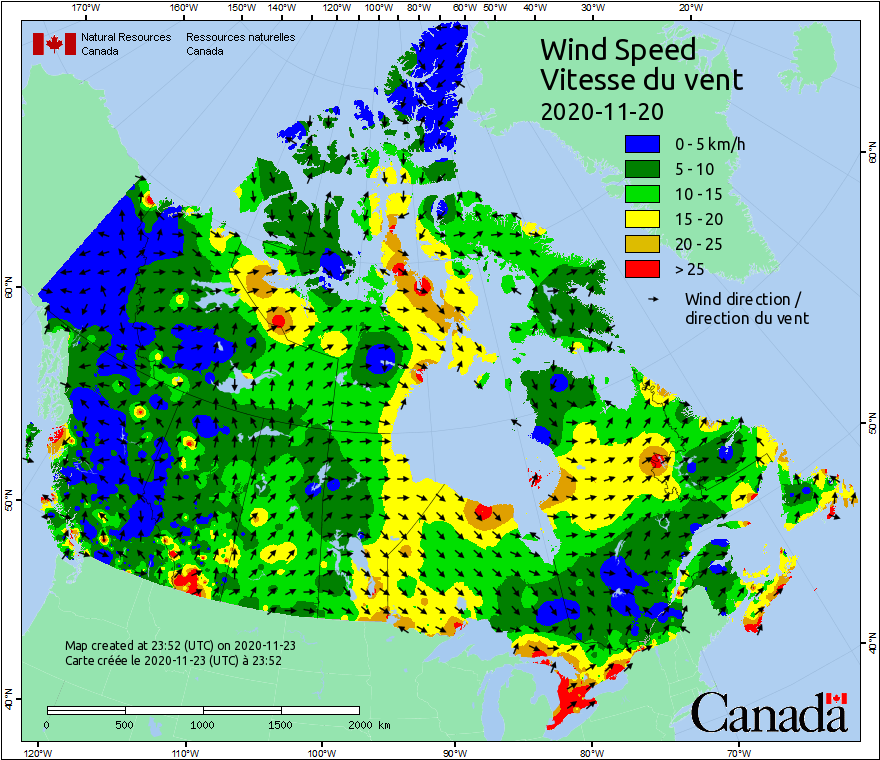 170°W 160°W 150°W 140°W 120°W 100°W 80°W 60°W 50°W 40°W 30°W 20°W
Natural Resources Ressources naturelles
Canada Canada
Wind Speed
Vitesse du vent
2020-11-20
0 - 5 km/h
5 - 10
10 - 15
15 - 20
20 - 25
> 25
Wind direction /
direction du vent
60°N
60°N
50°N
50°N
40°N
40°N
Map created at 23:52 (UTC) on 2020-11-23
Carte créée le 2020-11-23 (UTC) à 23:52
0 500 1000 1500 2000 km
Canada
120°W 110°W 100°W 90°W 80°W 70°W